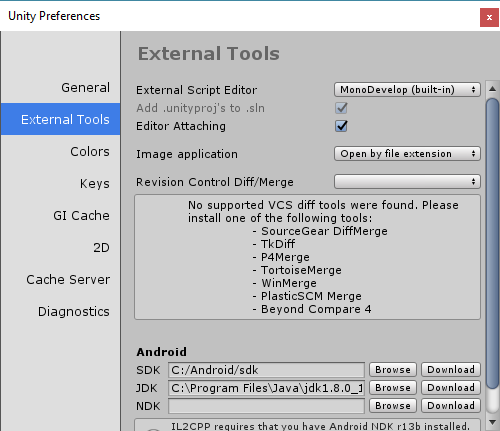 Unity Preferences
x
External Tools
General
External Tools
Colors
Keys
GI Cache
2D
Cache Server
Diagnostics
External Script Editor
MonoDevelop (built-in)
Add .unityproj's to .sln
Editor Attaching
Image application
Open by file extension
Revision Control Diff/Merge
No supported VCS diff tools were found. Please
install one of the following tools:
- SourceGear DiffMerge
- TkDiff
- P4Merge
- TortoiseMerge
- WinMerge
- PlasticSCM Merge
- Beyond Compare 4
Android
SDK C:/Android/sdk Browse Download
JDK C:\Program Files\Java\jdk1.8.0_1 Browse Download
NDK Browse Download
IL2CPP requires that you have Android NDK r13b installed.